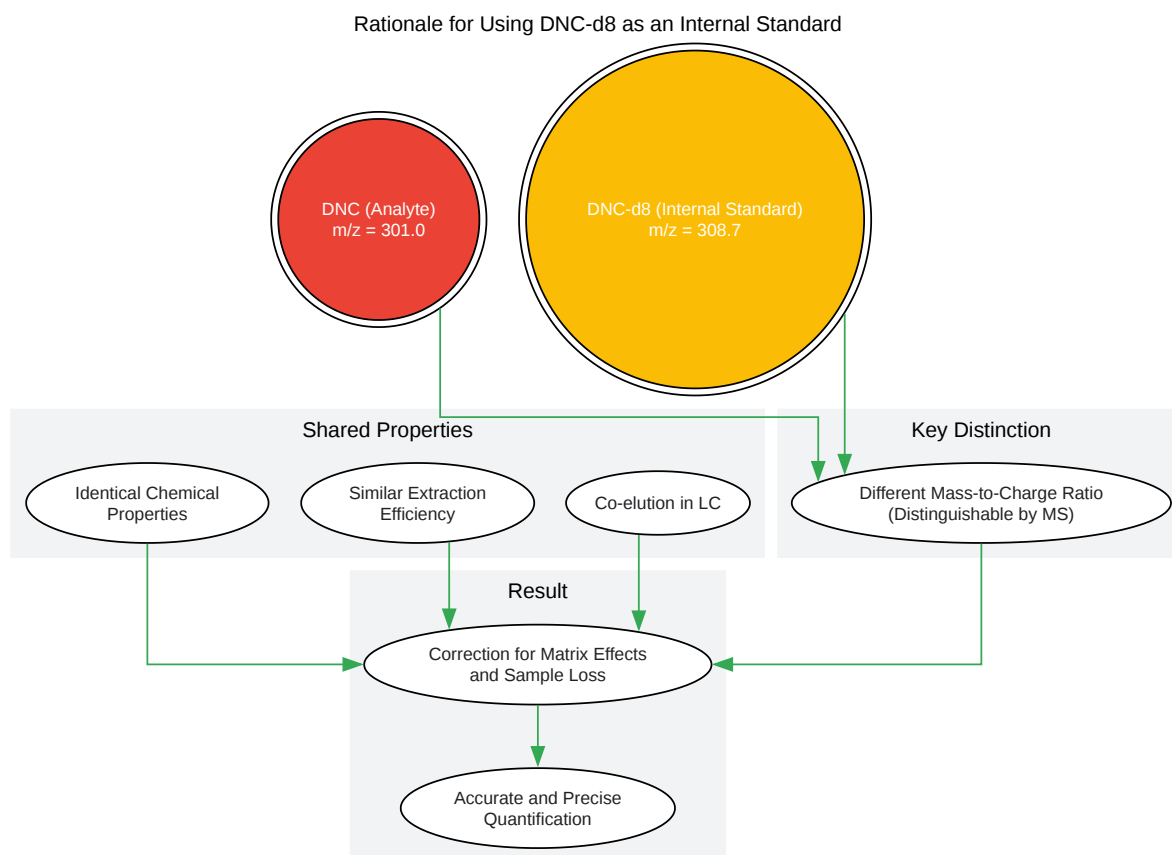 Rationale for Using DNC-d8 as an Internal Standard
DNC (Analyte)
m/z = 301.0
DNC-d8 (Internal Standard)
m/z = 308.7
Shared Properties
Key Distinction
Identical Chemical
Properties
Similar Extraction
Efficiency
Co-elution in LC
Different Mass-to-Charge Ratio
(Distinguishable by MS)
Result
Correction for Matrix Effects
and Sample Loss
Accurate and Precise
Quantification